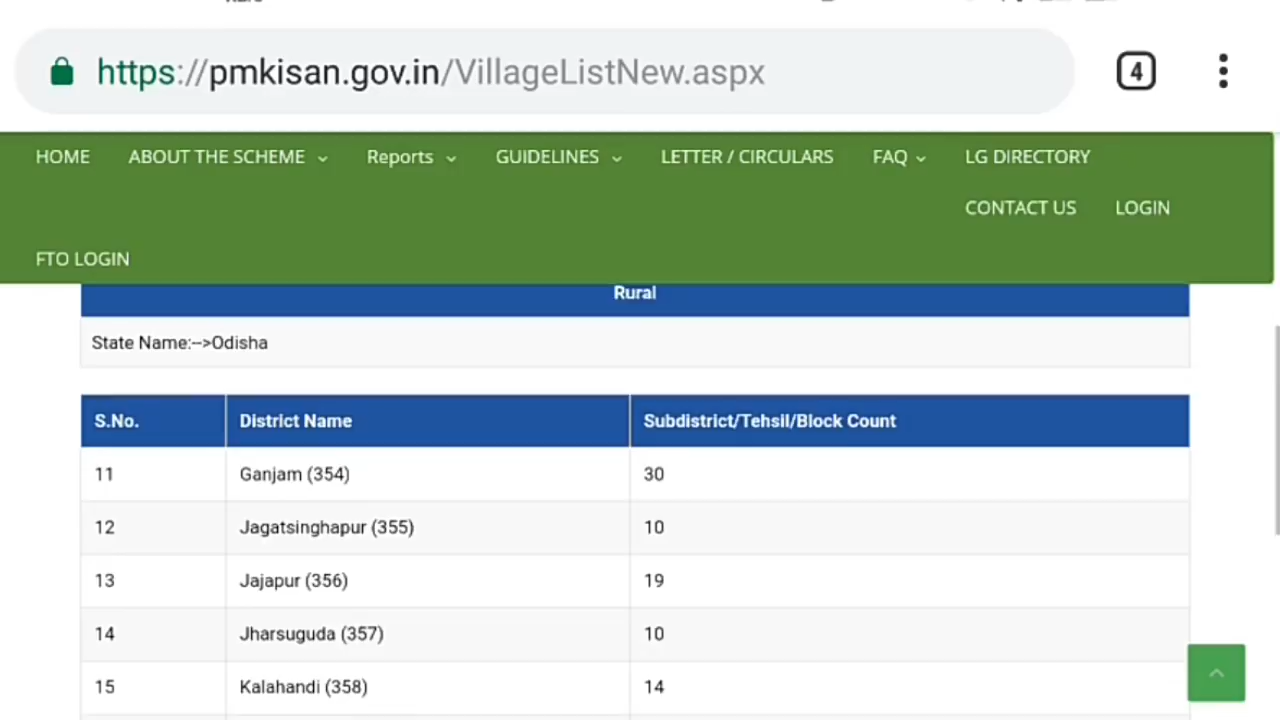 https://pmkisan.gov.in/VillageListNew.aspx 4
HOME ABOUT THE SCHEME Reports GUIDELINES LETTER / CIRCULARS FAQ LG DIRECTORY
CONTACT US LOGIN
FTO LOGIN
Rural
State Name:-->Odisha
S.No. District Name Subdistrict/Tehsil/Block Count
11 Ganjam (354) 30
12 Jagatsinghapur (355) 10
13 Jajapur (356) 19
14 Jharsuguda (357) 10
15 Kalahandi (358) 14